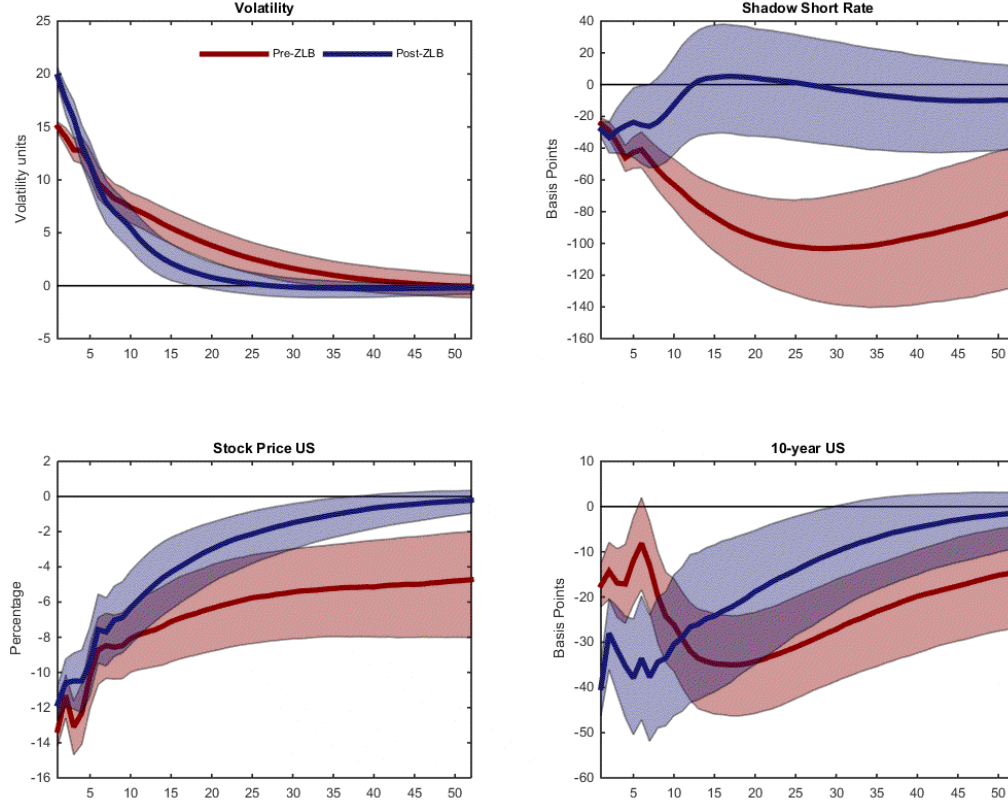 Volatility
25
20
15
10
5
0
-5
Volatility units
Pre-ZLB Post-ZLB
5 10 15 20 25 30 35 40 45 50
Shadow Short Rate
40
20
0
-20
-40
-60
-80
-100
-120
-140
-160
Basis Points
5 10 15 20 25 30 35 40 45 50
Stock Price US
2
0
-2
-4
-6
-8
-10
-12
-14
-16
Percentage
5 10 15 20 25 30 35 40 45 50
10-year US
10
0
-10
-20
-30
-40
-50
-60
Basis Points
5 10 15 20 25 30 35 40 45 50